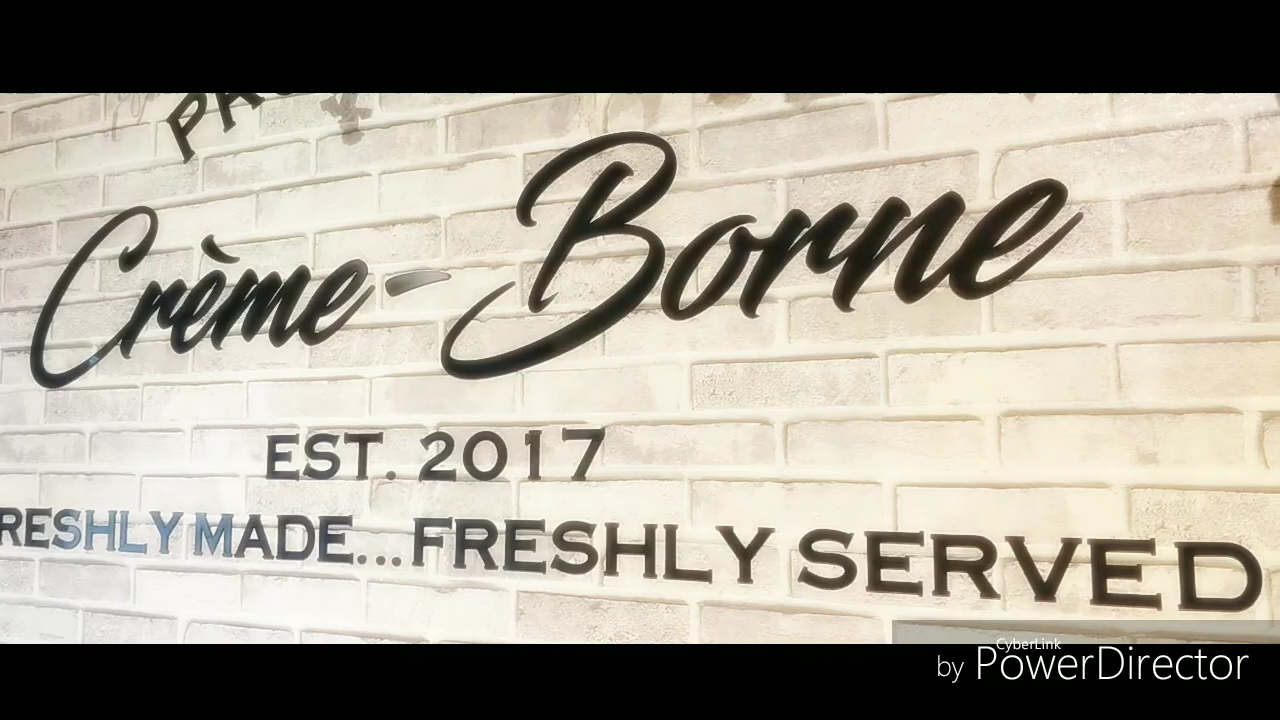 Crème-Borne
EST. 2017
RESHLY MADE...FRESHLY SERVED
CyberLink
by PowerDirector